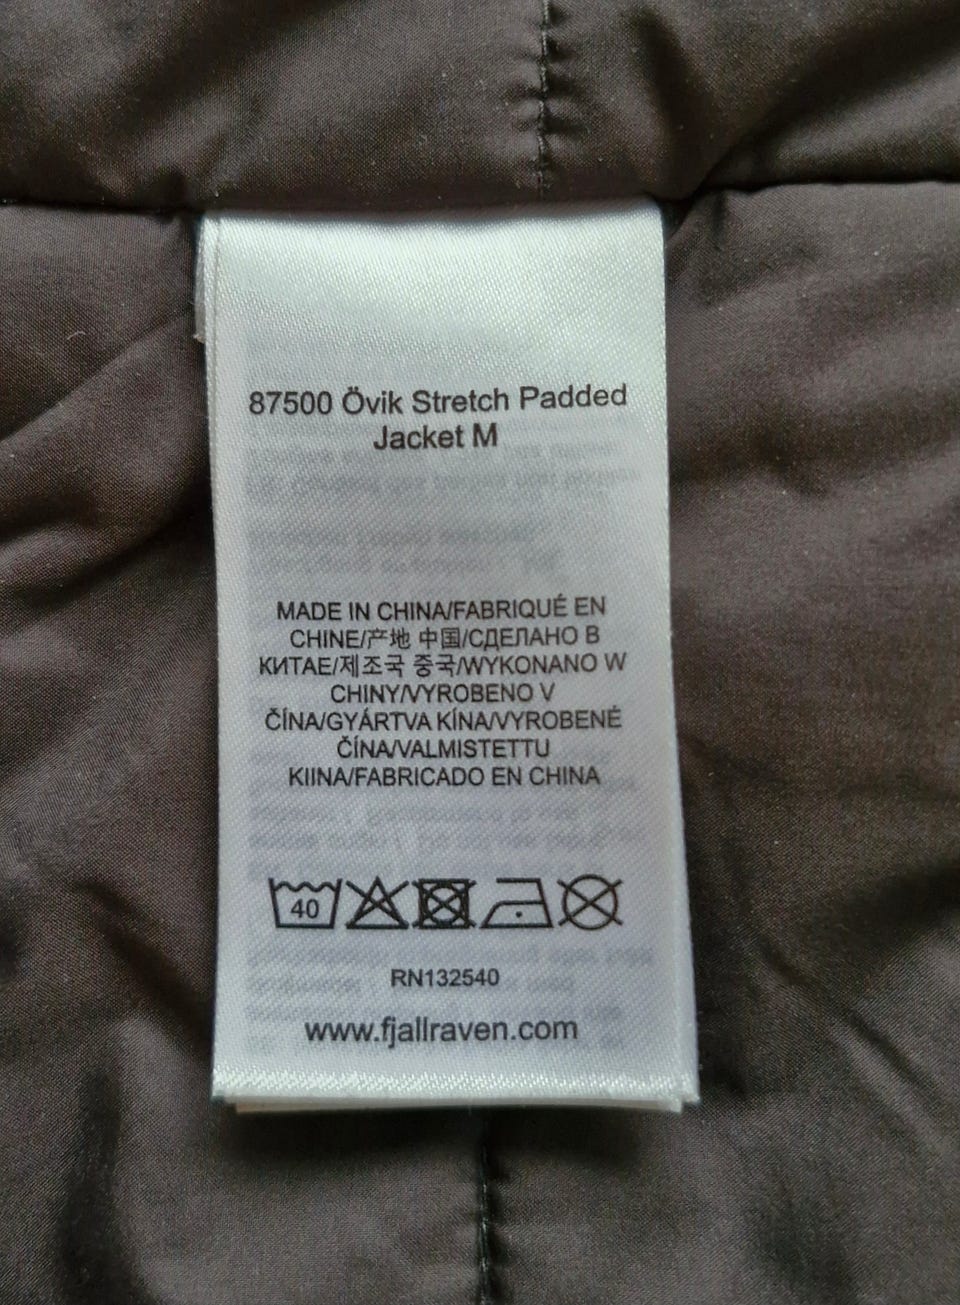 87500 Övik Stretch Padded
Jacket M
MADE IN CHINA/FABRIQUÉ EN
CHINE/产地 中国/СДЕЛАНО В
КИТАЕ/제조국 중국/WYKONANO W
CHINY/VYROBENO V
ČÍNA/GYÁRTVA KÍNA/VYROBENÉ
ČÍNA/VALMISTETTU
KIINA/FABRICADO EN CHINA
40
RN132540
www.fjallraven.com